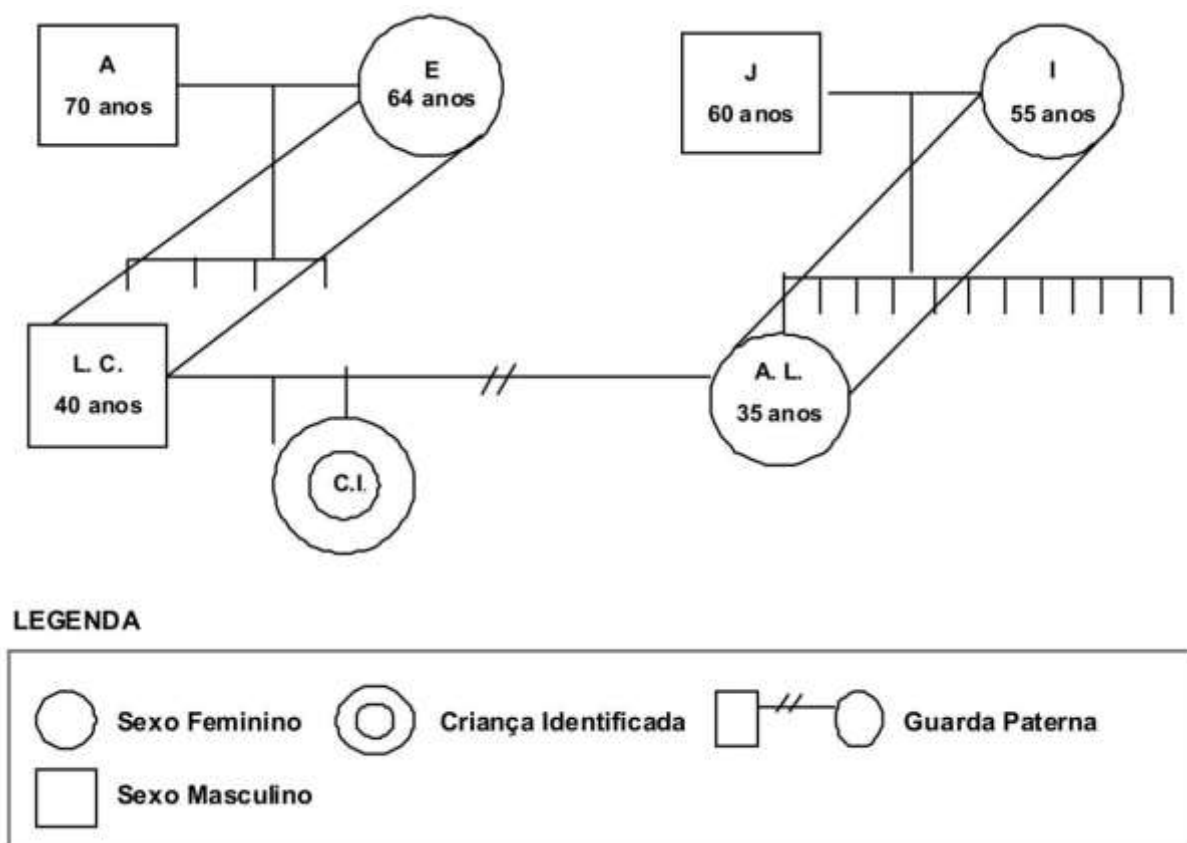 A
70 anos
E
64 anos
J
60 anos
I
55 anos
L. C.
40 anos
A. L.
35 anos
C.I.
LEGENDA
Sexo Feminino
Criança Identificada
Guarda Paterna
Sexo Masculino